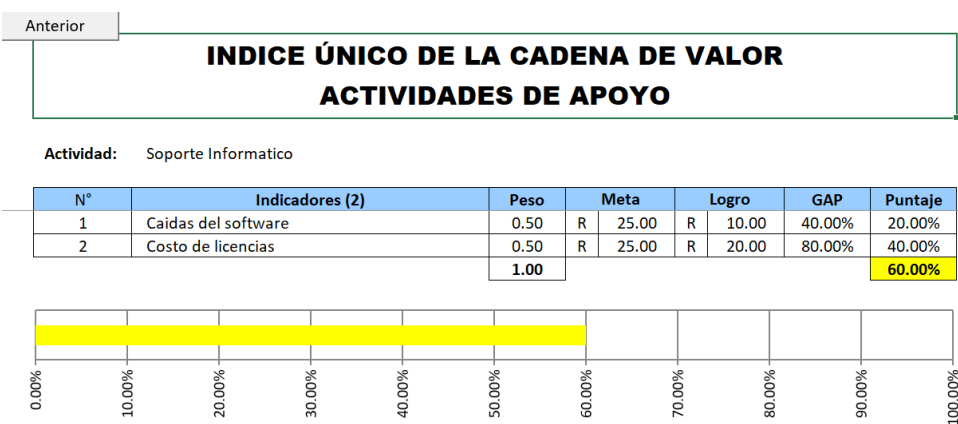 Anterior
INDICE ÚNICO DE LA CADENA DE VALOR
ACTIVIDADES DE APOYO
Actividad: Soporte Informatico
N° Indicadores (2) Peso Meta Logro GAP Puntaje
1 Caidas del software 0.50 R 25.00 R 10.00 40.00% 20.00%
2 Costo de licencias 0.50 R 25.00 R 20.00 80.00% 40.00%
1.00 60.00%
0.00% 10.00% 20.00% 30.00% 40.00% 50.00% 60.00% 70.00% 80.00% 90.00% 100.00%